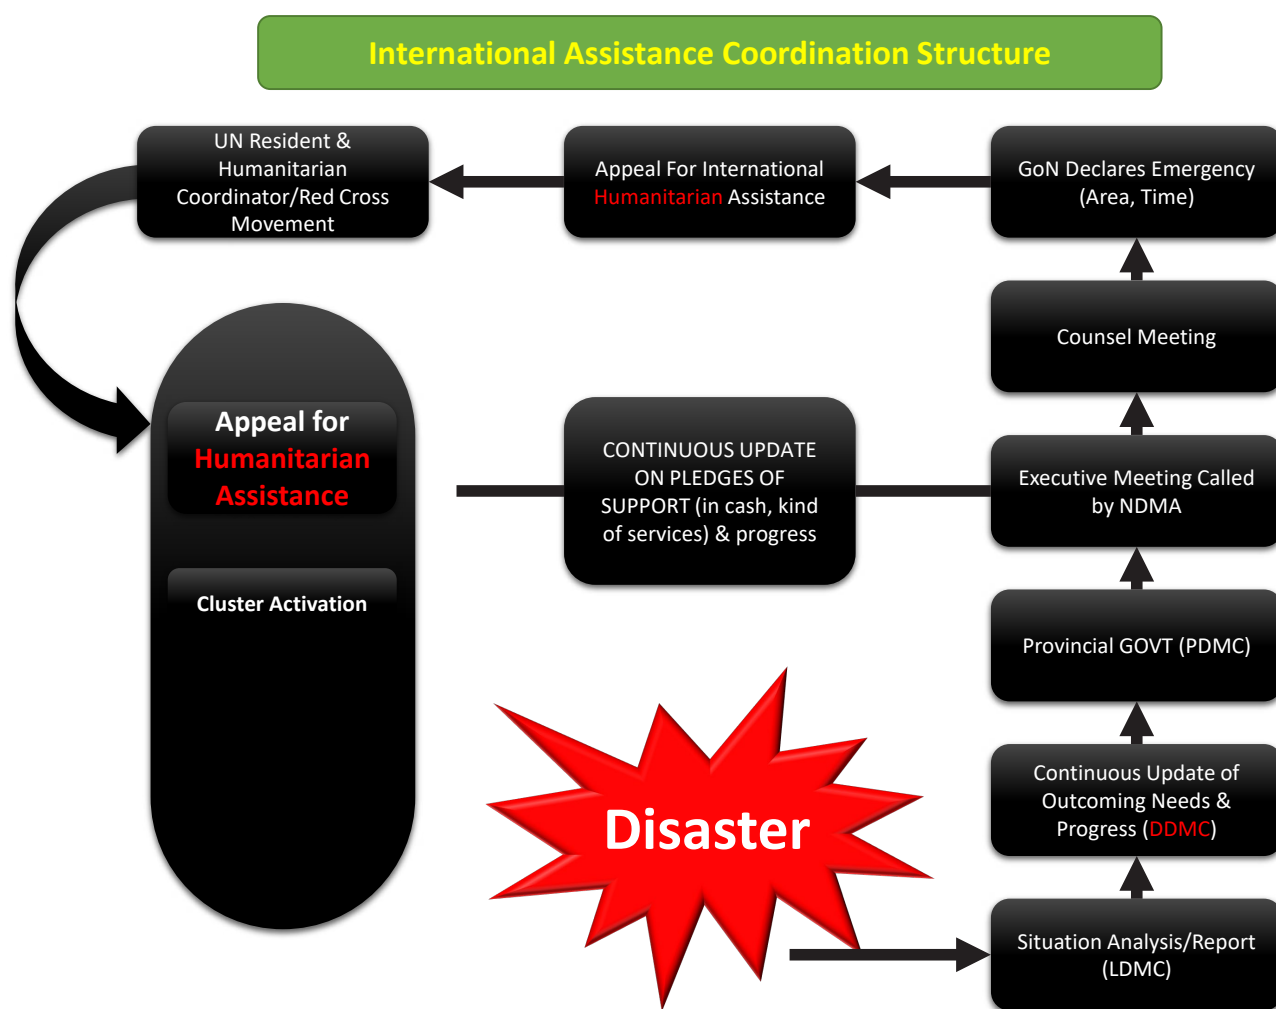 International Assistance Coordination Structure
UN Resident &
Humanitarian
Coordinator/Red Cross
Movement
Appeal For International
Humanitarian Assistance
GoN Declares Emergency
(Area, Time)
Counsel Meeting
Appeal for
Humanitarian
Assistance
CONTINUOUS UPDATE
ON PLEDGES OF
SUPPORT (in cash, kind
of services) & progress
Executive Meeting Called
by NDMA
Cluster Activation
Provincial GOVT (PDMC)
Continuous Update of
Outcoming Needs &
Progress (DDMC)
Disaster
Situation Analysis/Report
(LDMC)